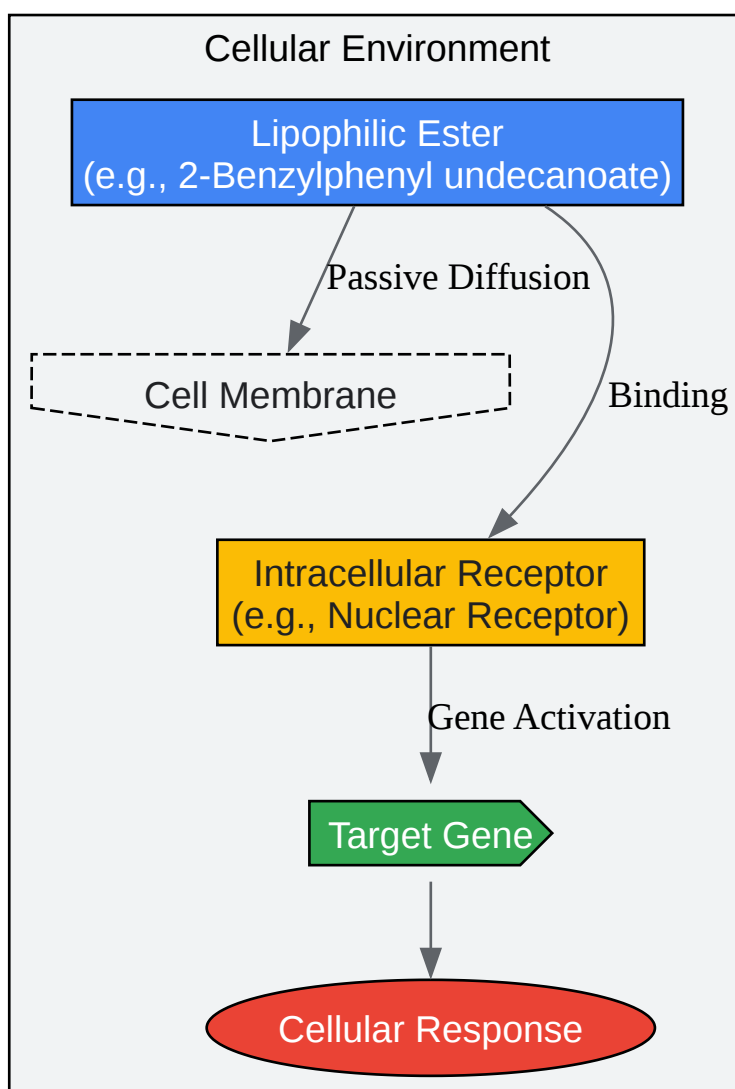 Cellular Environment
Lipophilic Ester
(e.g., 2-Benzylphenyl undecanoate)
Passive Diffusion
Cell Membrane
Binding
Intracellular Receptor
(e.g., Nuclear Receptor)
Gene Activation
Target Gene
Cellular Response